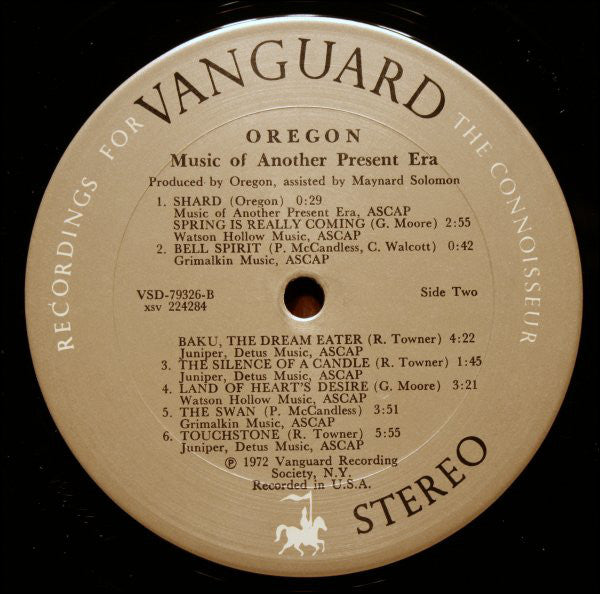 RECORDINGS FOR VANGUARD THE CONNOISSEUR
OREGON
Music of Another Present Era
Produced by Oregon, assisted by Maynard Solomon
1. SHARD (Oregon) 0:29
Music of Another Present Era, ASCAP
SPRING IS REALLY COMING (G. Moore) 2:55
Watson Hollow Music, ASCAP
2. BELL SPIRIT (P. McCandless, C. Walcott) 0:42
Grimalkin Music, ASCAP
VSD-79326-B
xsv 224284
Side Two
BAKU, THE DREAM EATER (R. Towner) 4:22
Juniper, Detus Music, ASCAP
3. THE SILENCE OF A CANDLE (R. Towner) 1:45
Juniper, Detus Music, ASCAP
4. LAND OF HEART'S DESIRE (G. Moore) 3:21
Watson Hollow Music, ASCAP
5. THE SWAN (P. McCandless) 3:51
Grimalkin Music, ASCAP
6. TOUCHSTONE (R. Towner) 5:55
Juniper, Detus Music, ASCAP
℗ 1972 Vanguard Recording
Society, N.Y.
Recorded in U.S.A.
STEREO